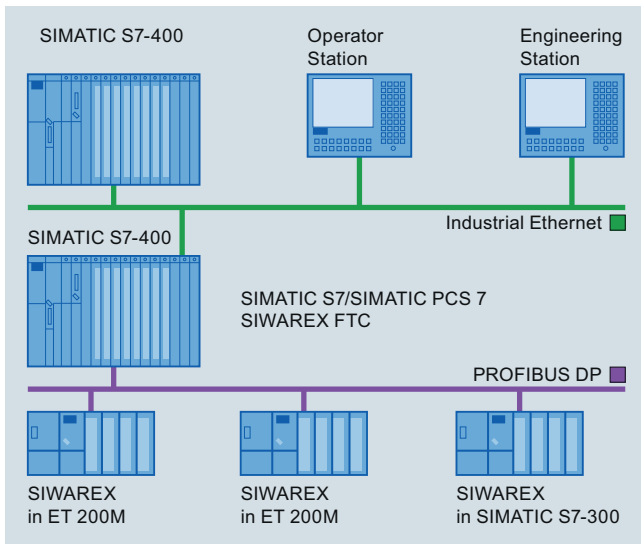 SIMATIC S7-400
Operator
Station
Engineering
Station
Industrial Ethernet
SIMATIC S7-400
SIMATIC S7/SIMATIC PCS 7
SIWAREX FTC
PROFIBUS DP
SIWAREX
in ET 200M
SIWAREX
in ET 200M
SIWAREX
in SIMATIC S7-300